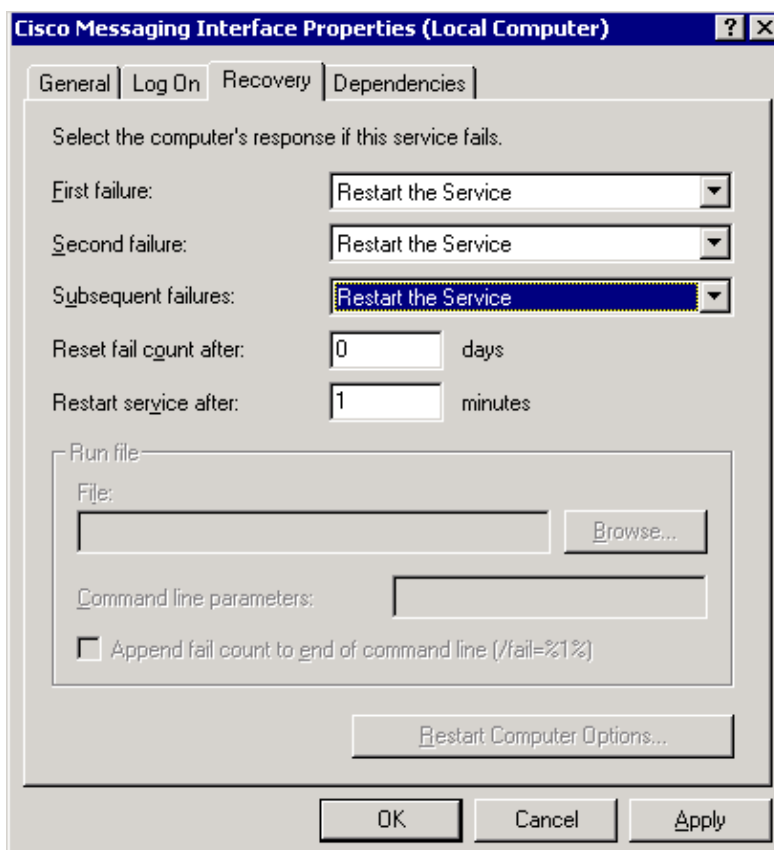 Cisco Messaging Interface Properties (Local Computer) ? X
General Log On Recovery Dependencies
Select the computer's response if this service fails.
First failure: Restart the Service
Second failure: Restart the Service
Subsequent failures: Restart the Service
Reset fail count after: 0 days
Restart service after: 1 minutes
Run file
File:
Browse...
Command line parameters:
Append fail count to end of command line (/fail=%1%)
Restart Computer Options...
OK Cancel Apply